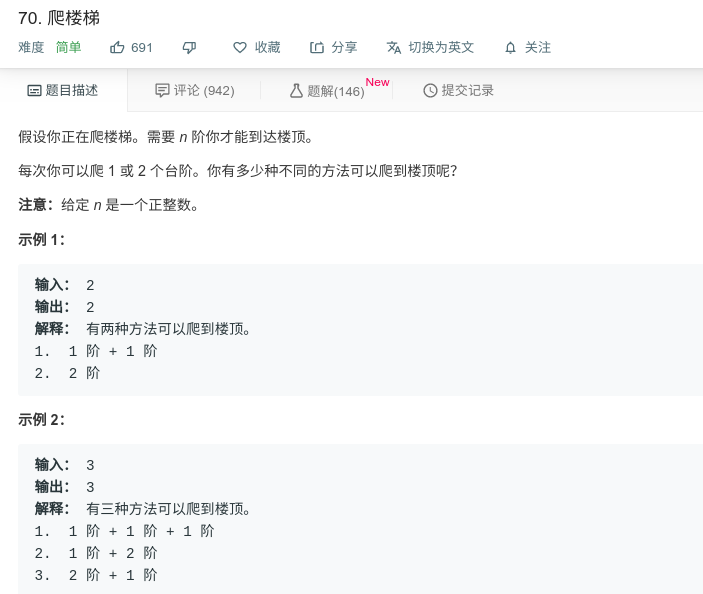 70. 爬楼梯
难度 简单 691 收藏 分享 切换为英文 关注
题目描述 评论 (942) 题解(146) New 提交记录
假设你正在爬楼梯。需要 n 阶你才能到达楼顶。
每次你可以爬 1 或 2 个台阶。你有多少种不同的方法可以爬到楼顶呢？
注意：给定 n 是一个正整数。
示例 1：
输入： 2
输出： 2
解释： 有两种方法可以爬到楼顶。
1. 1 阶 + 1 阶
2. 2 阶
示例 2：
输入： 3
输出： 3
解释： 有三种方法可以爬到楼顶。
1. 1 阶 + 1 阶 + 1 阶
2. 1 阶 + 2 阶
3. 2 阶 + 1 阶